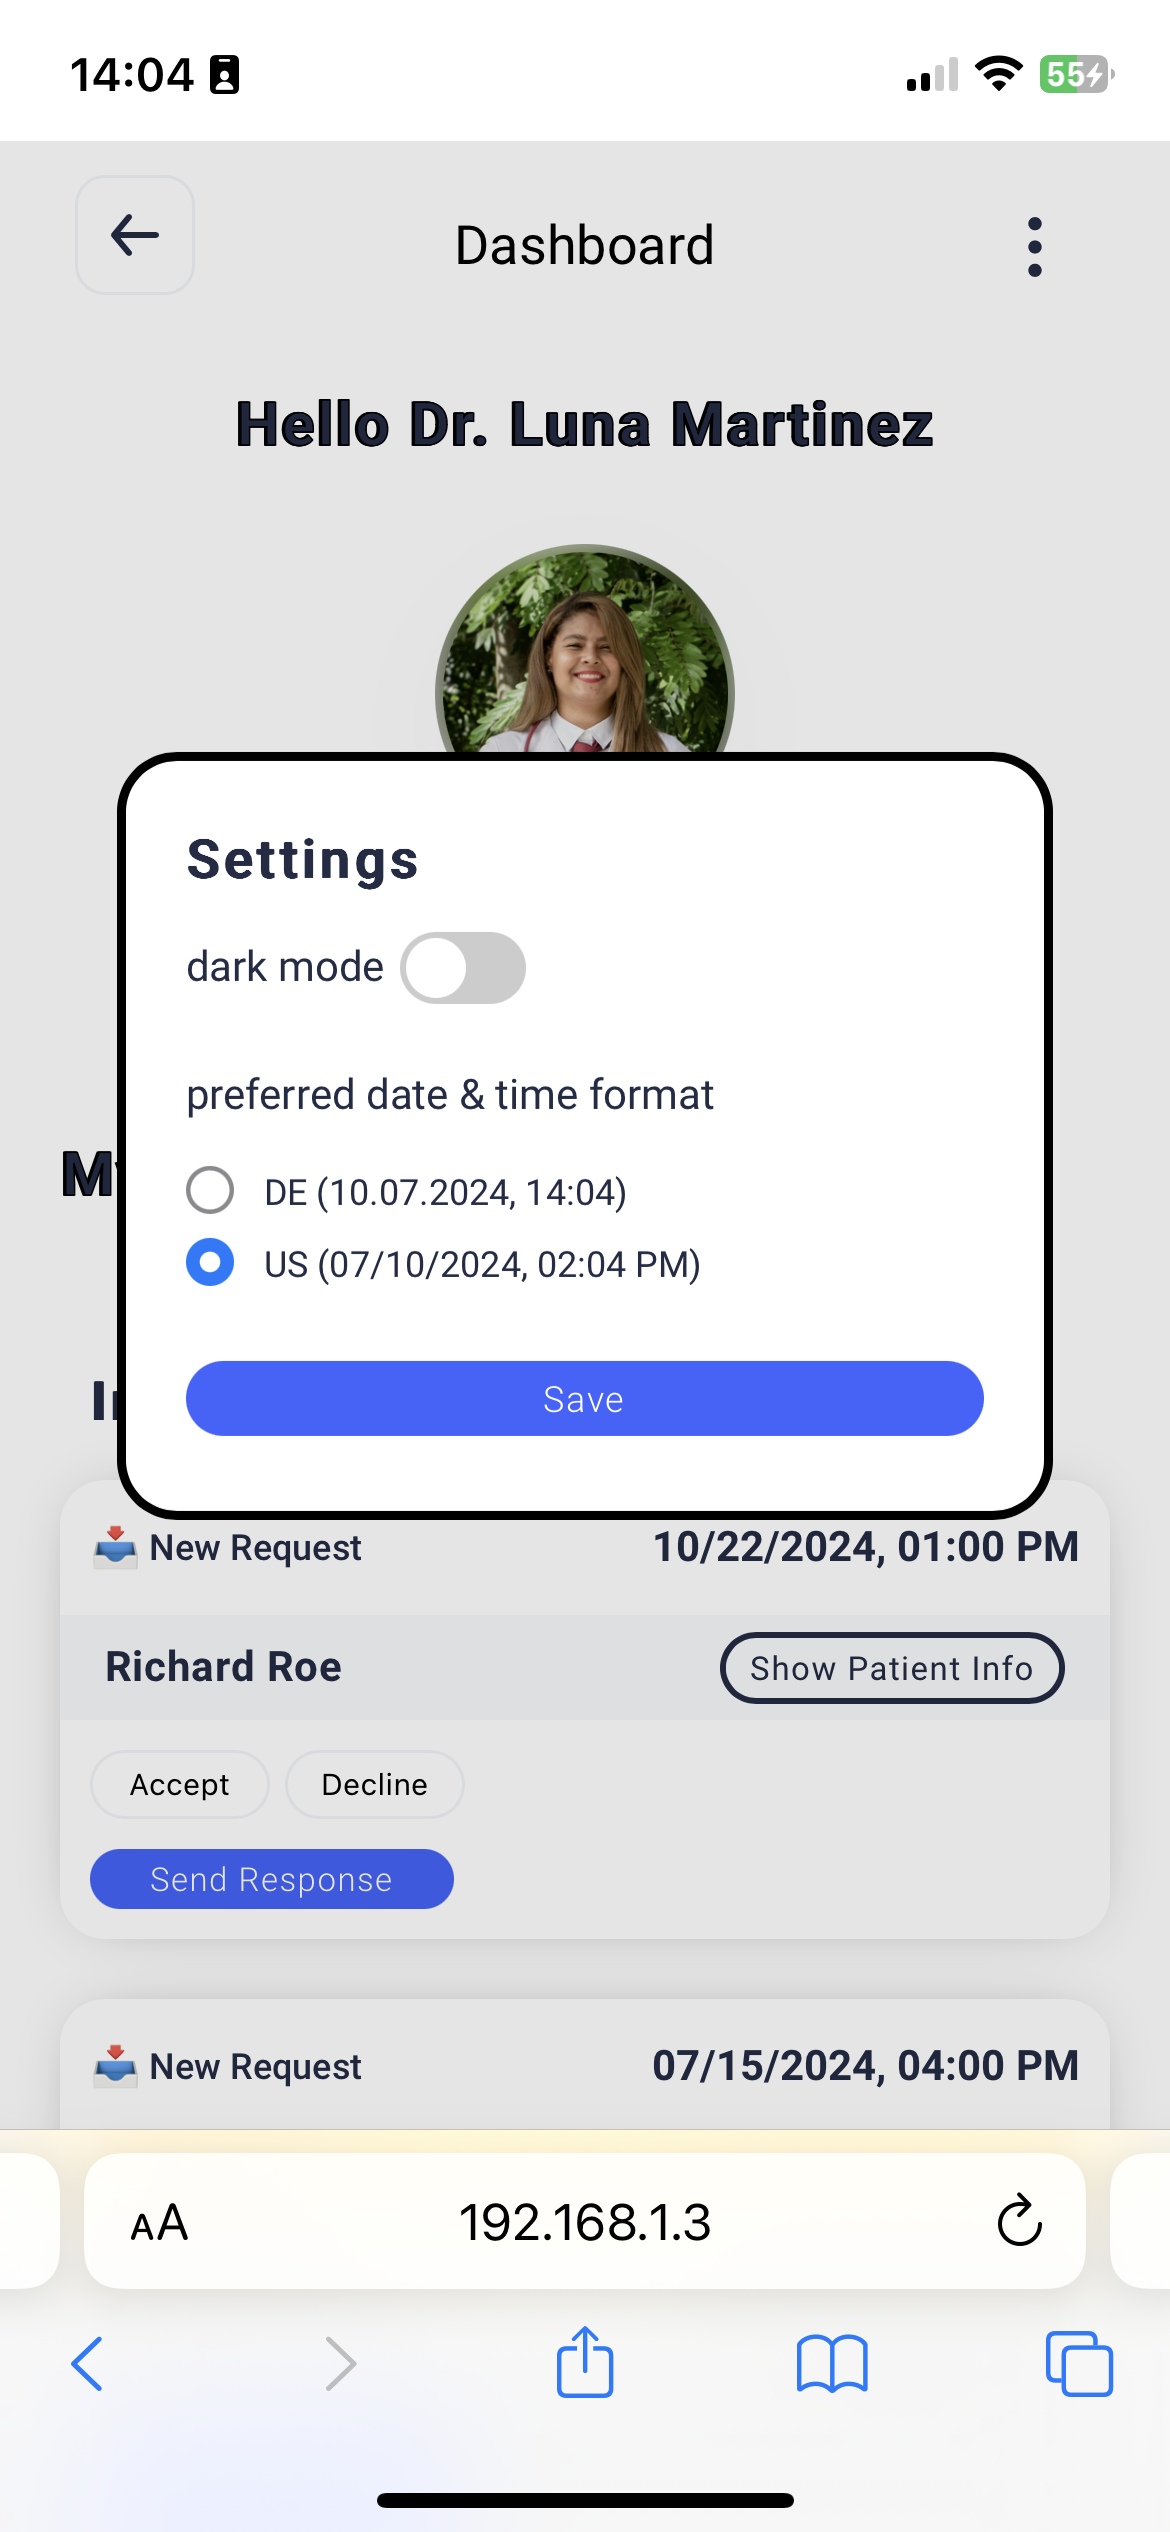 14:04
55
Dashboard
Hello Dr. Luna Martinez
Settings
dark mode
preferred date & time format
DE (10.07.2024, 14:04)
US (07/10/2024, 02:04 PM)
Save
New Request 10/22/2024, 01:00 PM
Richard Roe Show Patient Info
Accept Decline
Send Response
New Request 07/15/2024, 04:00 PM
AA 192.168.1.3